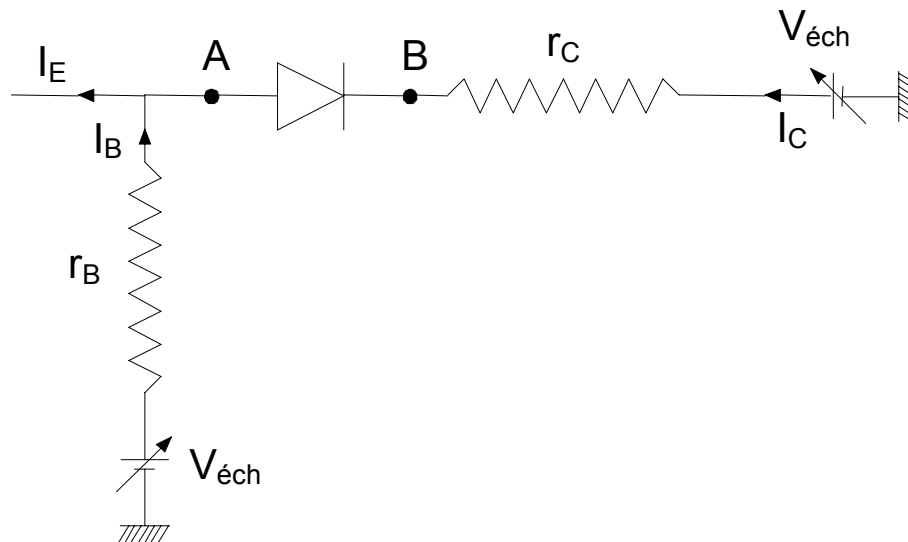 V_éch
I_E A B r_C
I_B I_C
r_B
V_éch